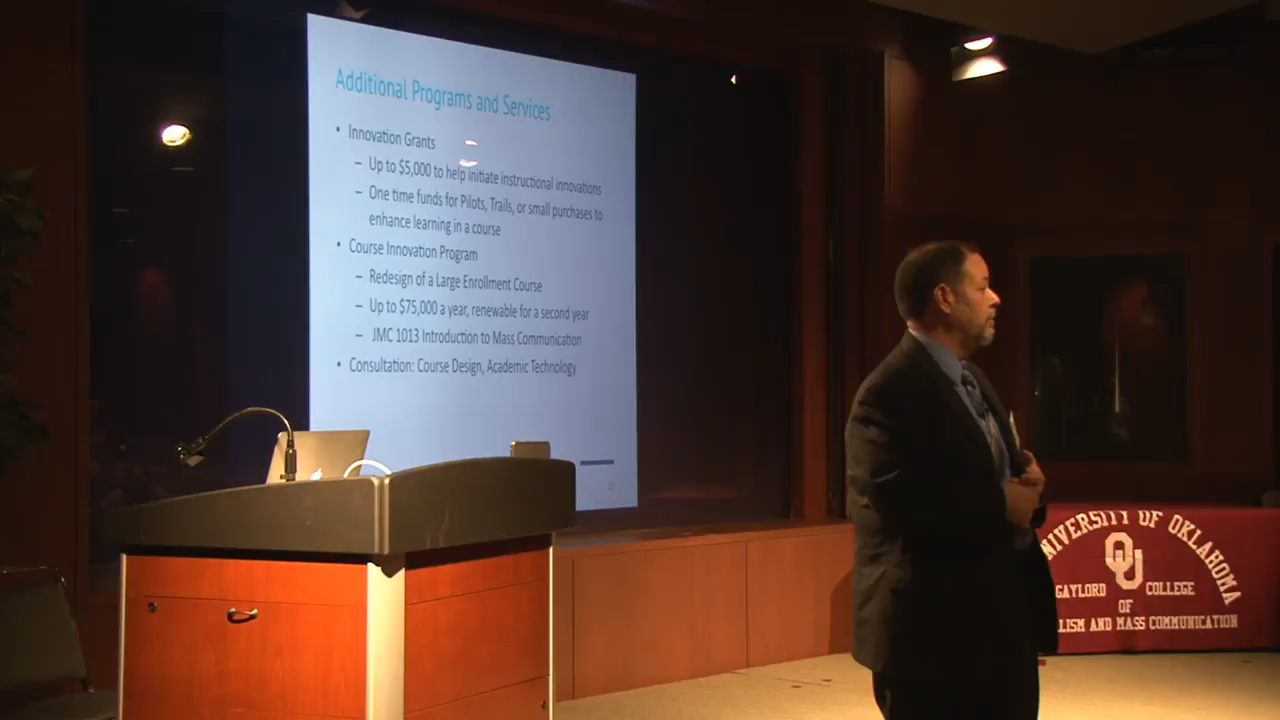 Additional Programs and Services
• Innovation Grants
– Up to $5,000 to help initiate instructional innovations
– One time funds for Pilots, Trails, or small purchases to
enhance learning in a course
• Course Innovation Program
– Redesign of a Large Enrollment Course
– Up to $75,000 a year, renewable for a second year
– JMC 1013 Introduction to Mass Communication
• Consultation: Course Design, Academic Technology
NIVERSITY OF OKLAHOMA
OU
GAYLORD COLLEGE
OF
LISM AND MASS COMMUNICATION